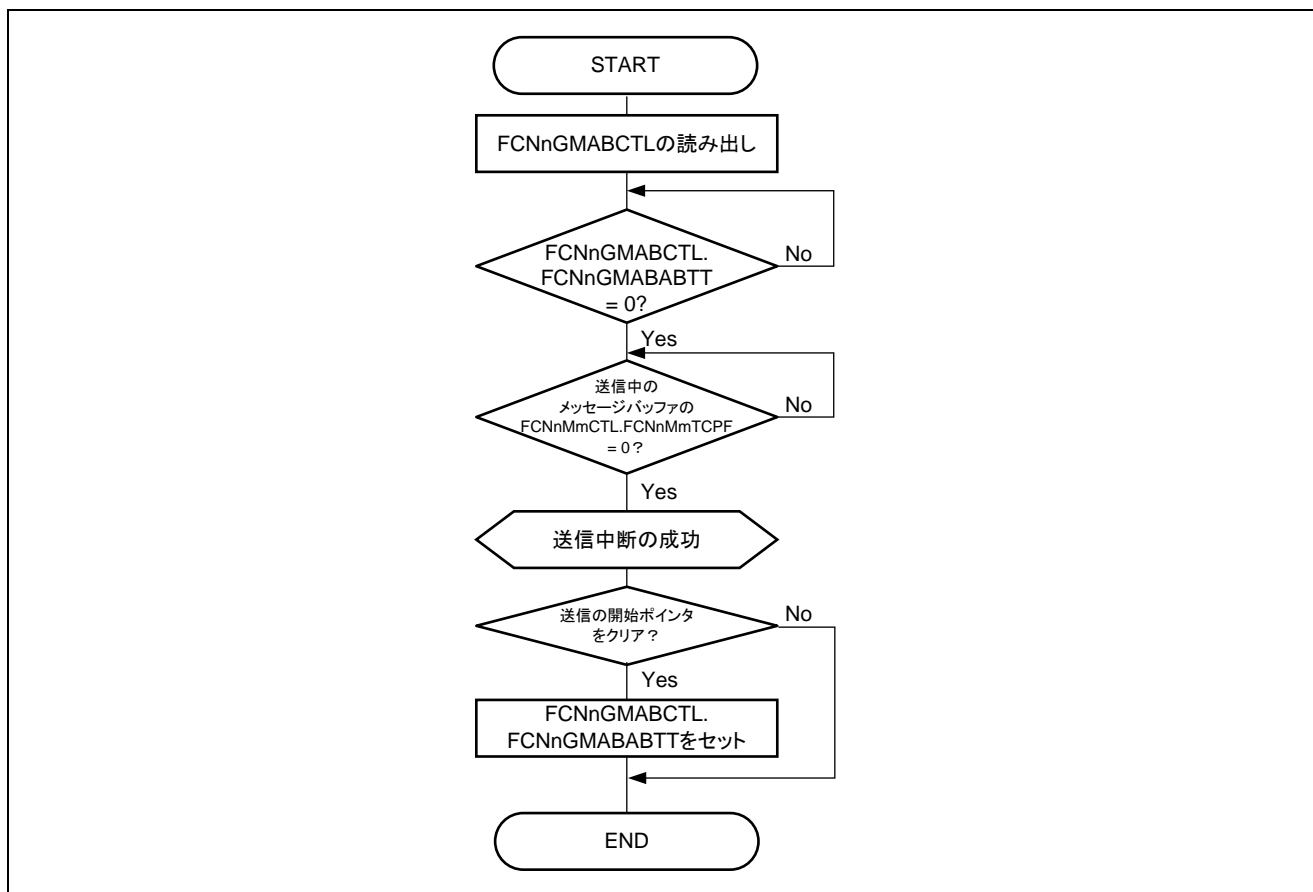 START
FCNnGMABCTLの読み出し
FCNnGMABCTL.
FCNnGMABABTT
= 0?
No
Yes
送信中の
メッセージバッファの
FCNnMmCTL.FCNnMmTCPF
= 0？
No
Yes
送信中断の成功
送信の開始ポインタ
をクリア？
No
Yes
FCNnGMABCTL.
FCNnGMABABTTをセット
END